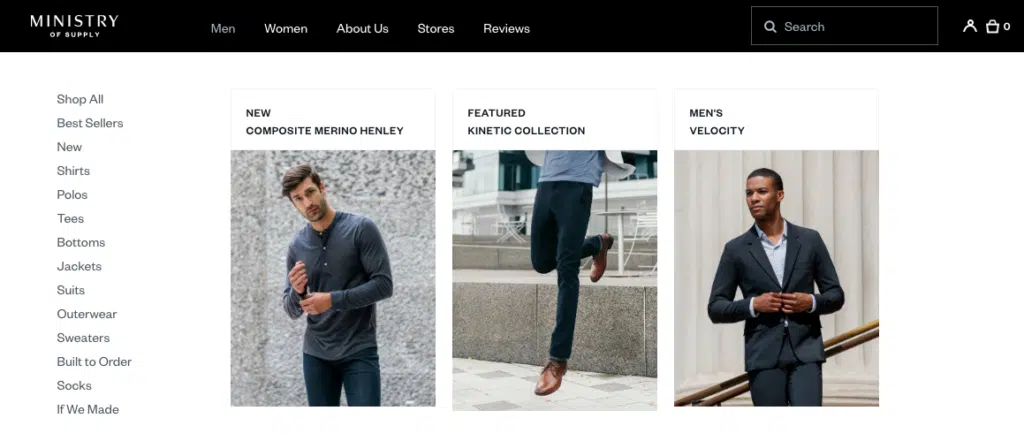 MINISTRY
OF SUPPLY
Men
Women
About Us
Stores
Reviews
Search
0
Shop All
Best Sellers
New
Shirts
Polos
Tees
Bottoms
Jackets
Suits
Outerwear
Sweaters
Built to Order
Socks
If We Made
NEW
COMPOSITE MERINO HENLEY
FEATURED
KINETIC COLLECTION
MEN'S
VELOCITY